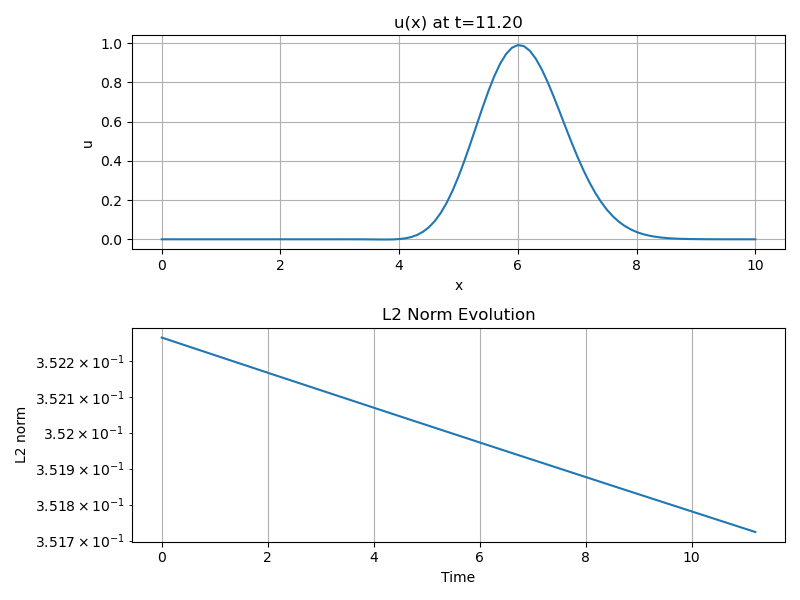 u(x) at t=11.20
1.0
0.8
0.6
0.4
0.2
0.0
u
0 2 4 6 8 10
x
L2 Norm Evolution
3.522 × 10⁻¹
3.521 × 10⁻¹
3.52 × 10⁻¹
3.519 × 10⁻¹
3.518 × 10⁻¹
3.517 × 10⁻¹
L2 norm
0 2 4 6 8 10
Time